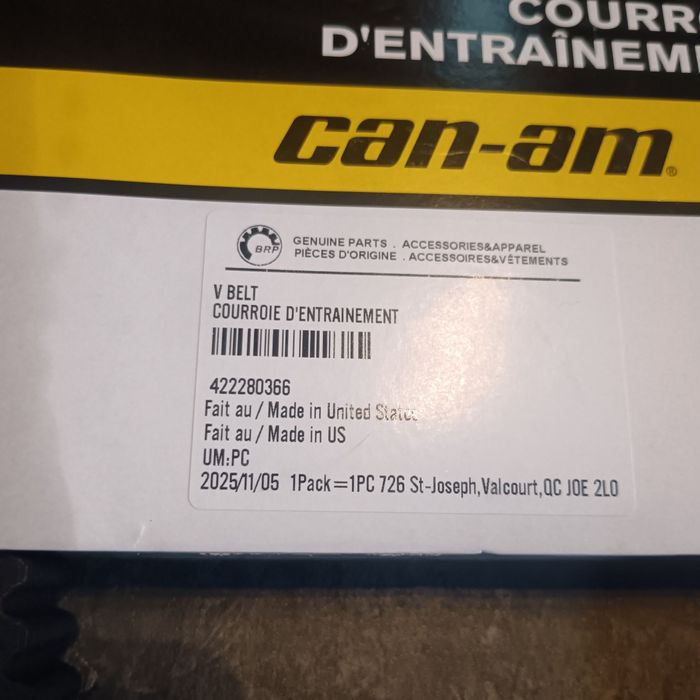 COURR
D'ENTRAÎNEM
can-am
BRP
GENUINE PARTS . ACCESSORIES&APPAREL
PIÈCES D'ORIGINE . ACCESSOIRES&VÊTEMENTS
V BELT
COURROIE D'ENTRAINEMENT
422280366
Fait au / Made in United States
Fait au / Made in US
UM:PC
2025/11/05 1Pack=1PC 726 St-Joseph,Valcourt,QC JOE 2LO